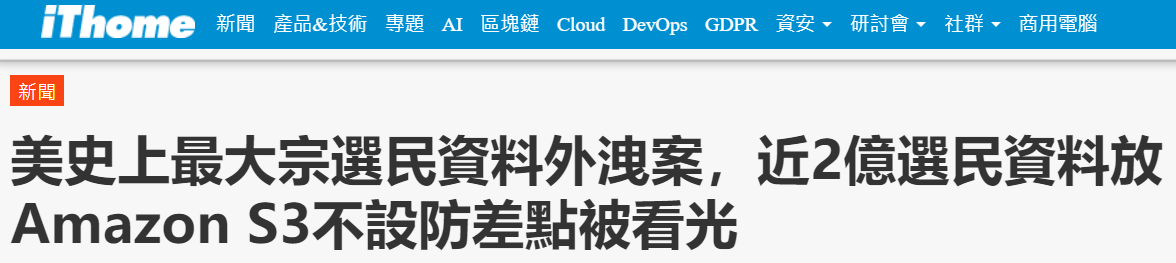 iThome 新聞 產品&技術 專題 AI 區塊鏈 Cloud DevOps GDPR 資安 研討會 社群 商用電腦
新聞
美史上最大宗選民資料外洩案，近2億選民資料放
Amazon S3不設防差點被看光